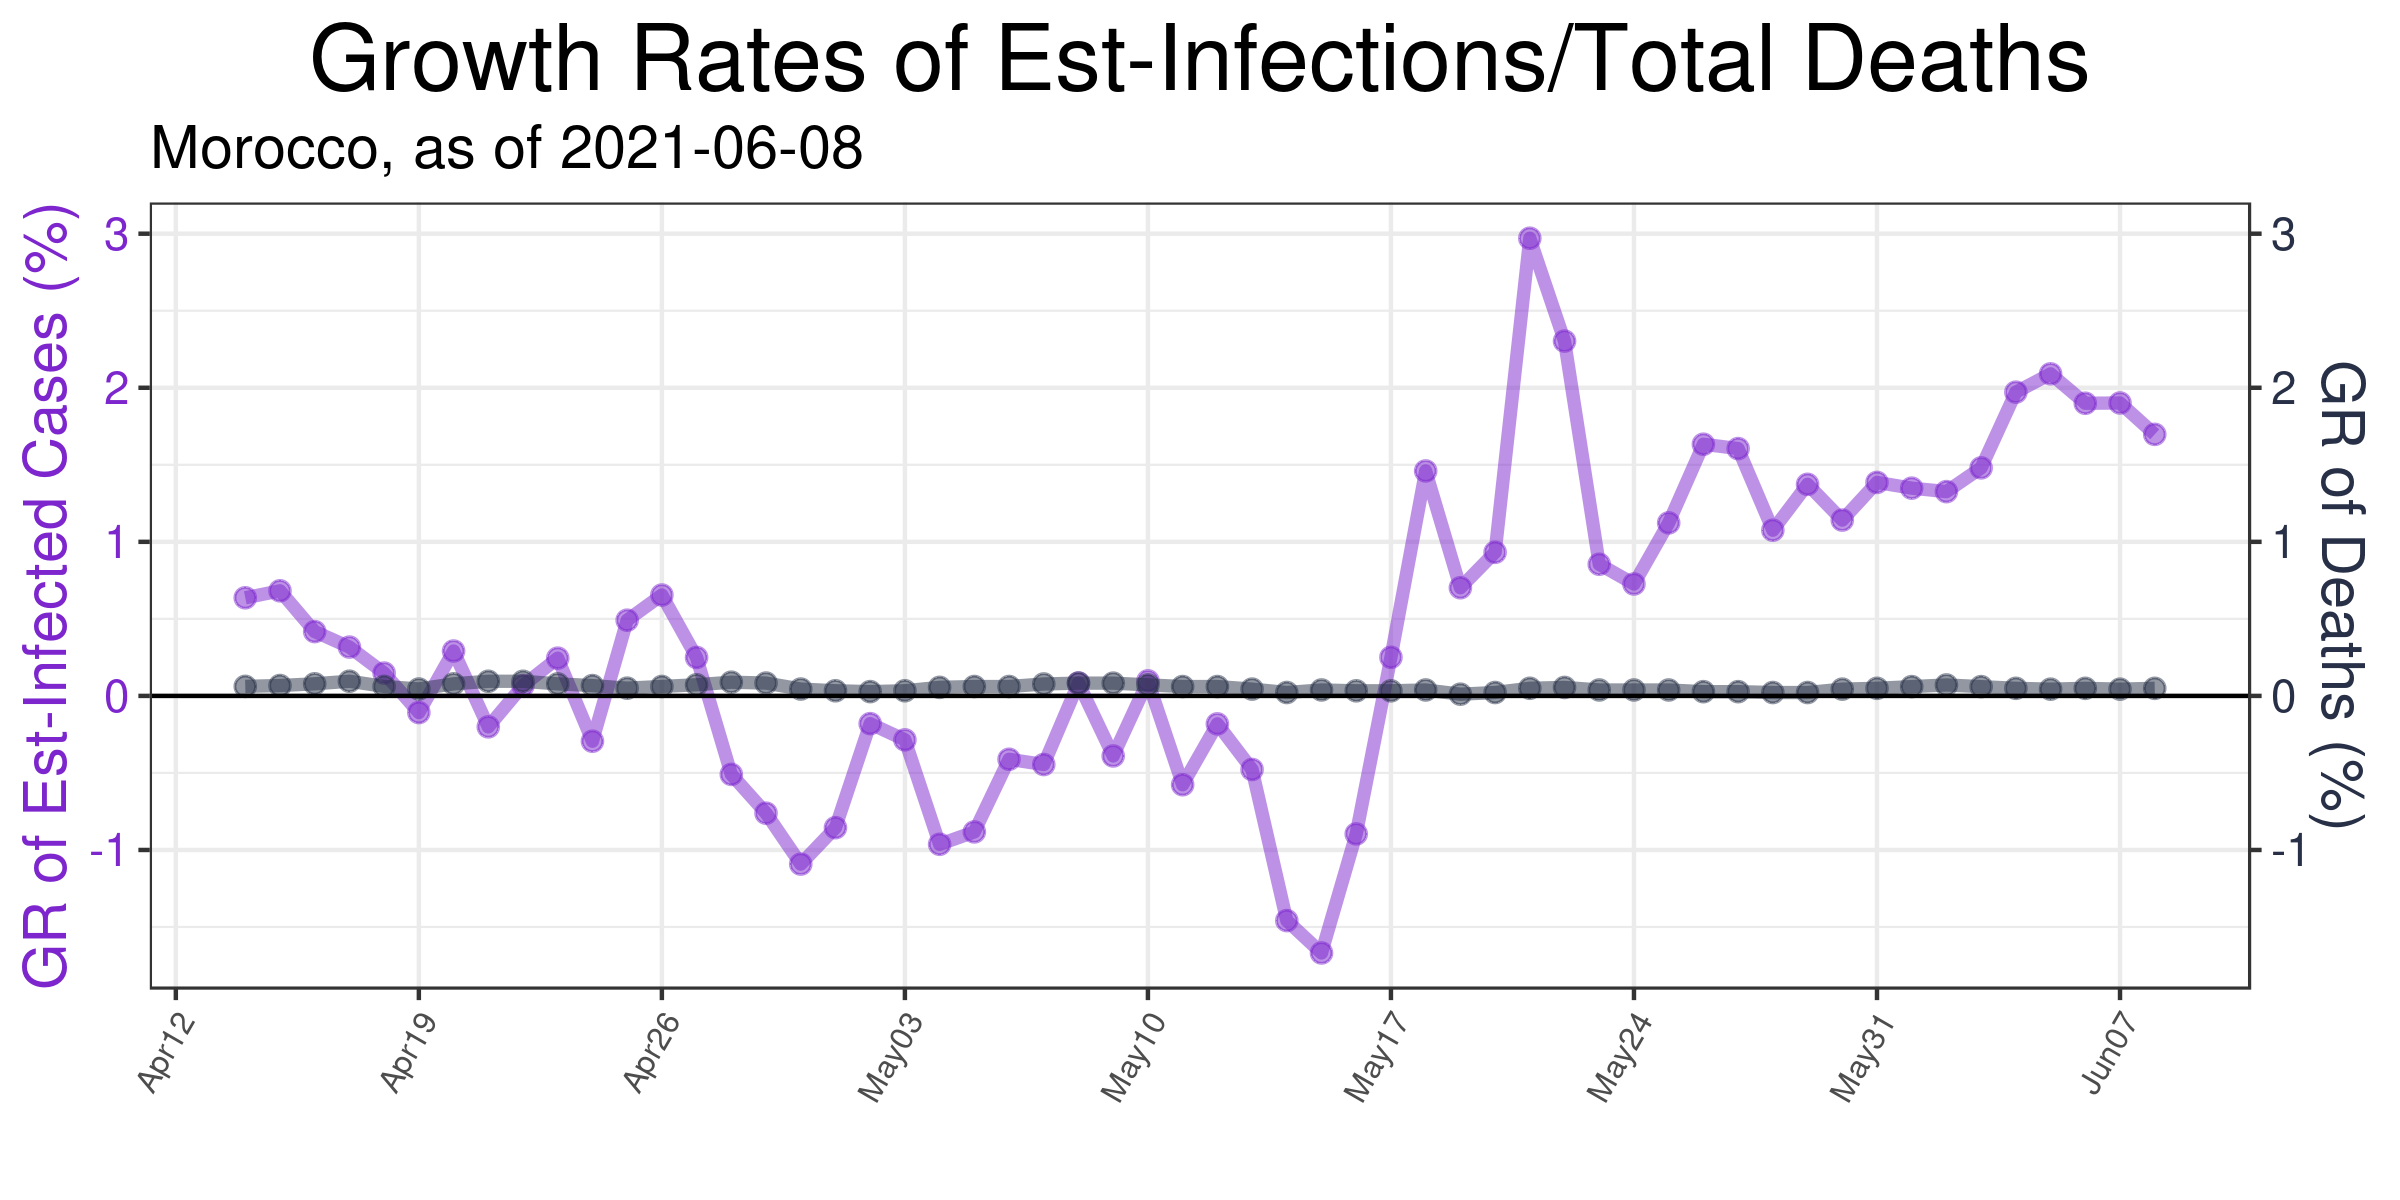 Growth Rates of Est-Infections/Total Deaths
Morocco, as of 2021-06-08
GR of Est-Infected Cases (%)
3
2
1
0
-1
3
2
1
0
-1
GR of Deaths (%)
Apr12
Apr19
Apr26
May03
May10
May17
May24
May31
Jun07